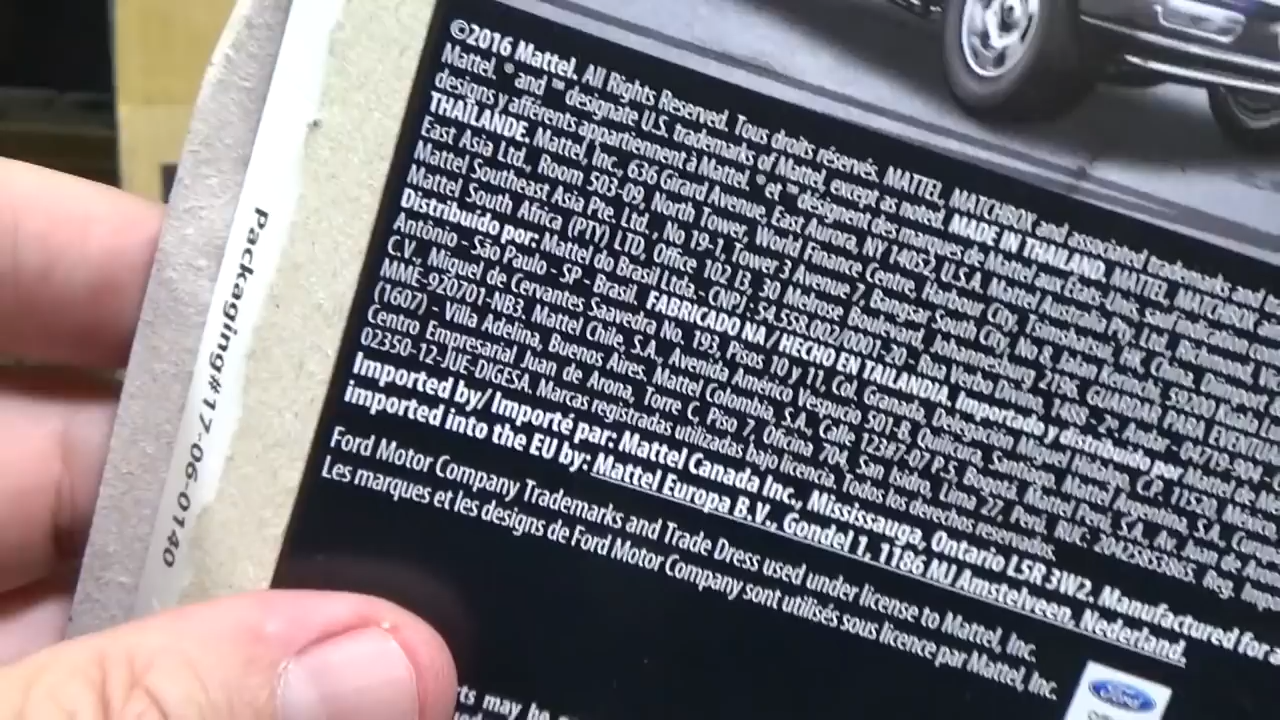 ©2016 Mattel. All Rights Reserved. Tous droits réservés. MATTEL, MATCHBOX and associated trademarks and
Mattel. ® and ™ designate U.S. trademarks of Mattel, except as noted. MADE IN THAILAND. MATTEL, MATCHBOX
designs y afférents appartiennent à Mattel. ® et ™ désignent des marques de Mattel aux États-Unis, sauf indication
THAÏLANDE. Mattel, Inc., 636 Girard Avenue, East Aurora, NY 14052, U.S.A. Mattel Australia Pty., Ltd., Richmond,
East Asia Ltd., Room 503-09, North Tower, World Finance Centre, Harbour City, Tsimshatsui, HK, China.
Mattel Southeast Asia Pte. Ltd., No 19-1, Tower 3 Avenue 7, Bangsar South City, No 8, Jalan Kerinchi, 59200 Kuala
Mattel South Africa (PTY) LTD, Office 102 I3, 30 Melrose Boulevard, Johannesburg 2196. GUARDAR PARA
Distribuído por: Mattel do Brasil Ltda.- CNPJ : 54.558.002/0001-20 - Rua Verbo Divino, 1488 - 2º Andar - 04719-904
Antônio - São Paulo - SP - Brasil. FABRICADO NA / HECHO EN TAILANDIA. Importado y distribuido por Mattel de
C.V., Miguel de Cervantes Saavedra No. 193, Pisos 10 y 11, Col. Granada, Delegación Miguel Hidalgo, C.P. 11520, México
MME-920701-NB3. Mattel Chile, S.A., Avenida Américo Vespucio 501-B, Quilicura, Santiago. Mattel Argentina, S.A.
(1607) - Villa Adelina, Buenos Aires. Mattel Colombia, S.A., Calle 123#7-07 P.5, Bogotá. Mattel Perú, S.A., Av. Juan de
Centro Empresarial Juan de Arona, Torre C, Piso 7, Oficina 704, San Isidro, Lima 27, Perú. RUC: 20425853865. Reg.
02350-12-JUE-DIGESA. Marcas registradas utilizadas bajo licencia. Todos los derechos reservados.
Imported by/ Importé par: Mattel Canada Inc., Mississauga, Ontario L5R 3W2. Manufactured for
imported into the EU by: Mattel Europa B.V., Gondel 1, 1186 MJ Amstelveen, Nederland.
Ford Motor Company Trademarks and Trade Dress used under license to Mattel, Inc.
Les marques et les designs de Ford Motor Company sont utilisés sous licence par Mattel, Inc.
Packaging#17-06-0140
Ford
may be